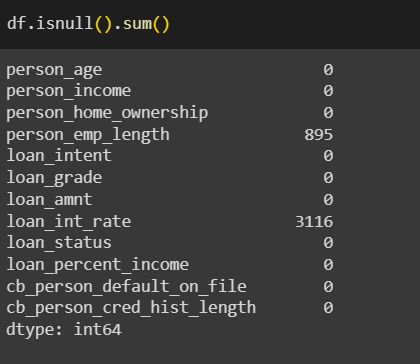 df.isnull().sum()
person_age 0
person_income 0
person_home_ownership 0
person_emp_length 895
loan_intent 0
loan_grade 0
loan_amnt 0
loan_int_rate 3116
loan_status 0
loan_percent_income 0
cb_person_default_on_file 0
cb_person_cred_hist_length 0
dtype: int64